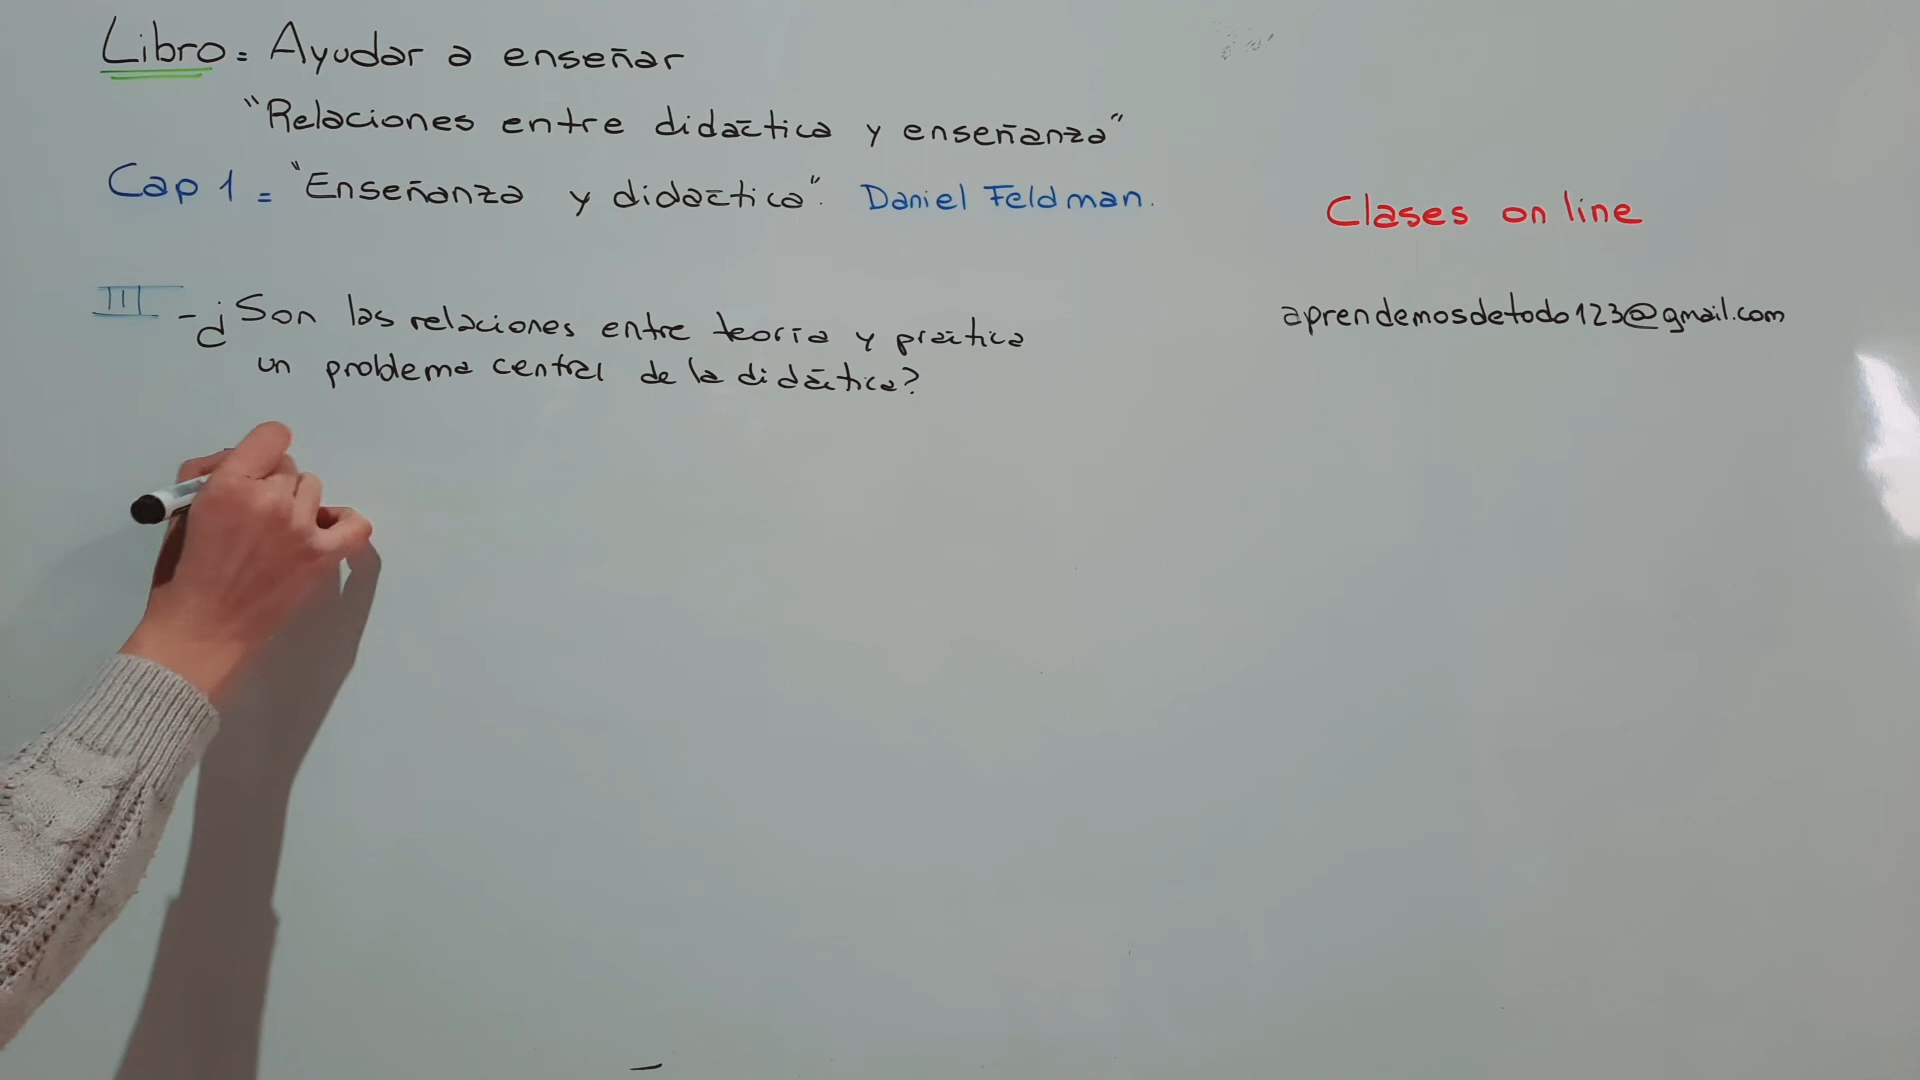 Libro = Ayudar a enseñar
"Relaciones entre didáctica y enseñanza"
Cap 1 = "Enseñanza y didáctica". Daniel Feldman.
Clases on line
III - ¿Son las relaciones entre teoría y práctica
un problema central de la didáctica?
aprendemosdetodo123@gmail.com